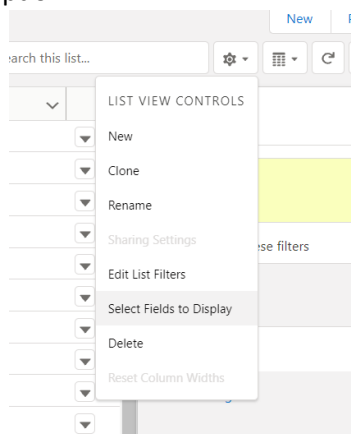 New
earch this list...
LIST VIEW CONTROLS
New
Clone
Rename
Sharing Settings
ese filters
Edit List Filters
Select Fields to Display
Delete
Reset Column Widths